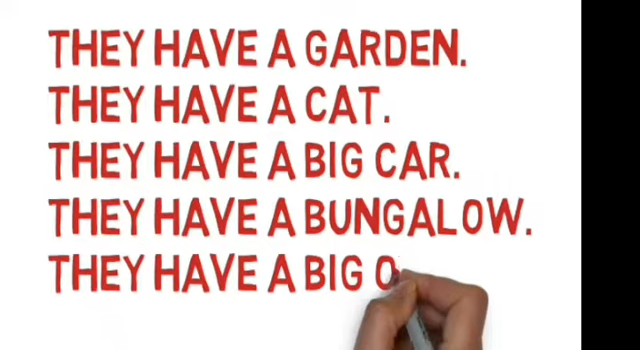 THEY HAVE A GARDEN.
THEY HAVE A CAT.
THEY HAVE A BIG CAR.
THEY HAVE A BUNGALOW.
THEY HAVE A BIG